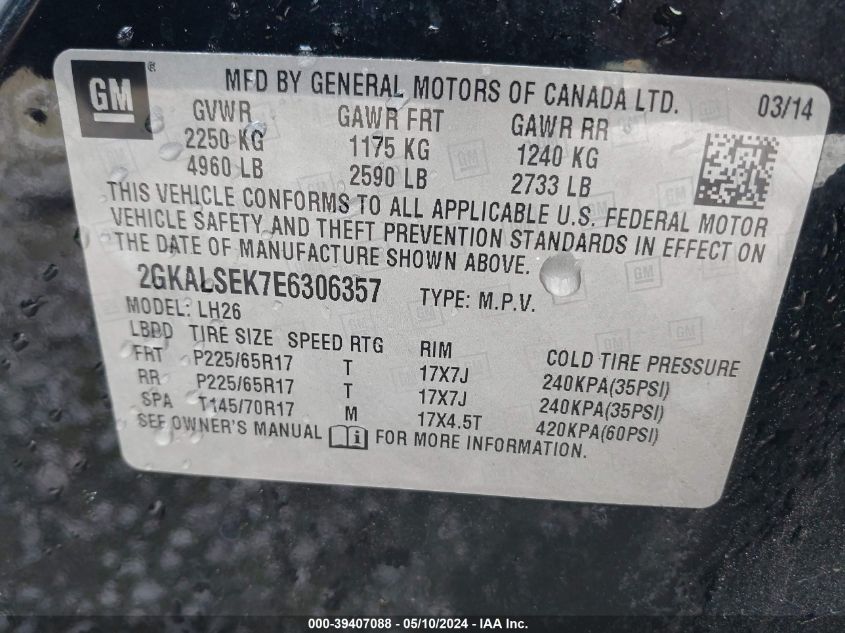 GM ® MFD BY GENERAL MOTORS OF CANADA LTD. 03/14
GVWR GAWR FRT GAWR RR
2250 KG 1175 KG 1240 KG
4960 LB 2590 LB 2733 LB
THIS VEHICLE CONFORMS TO ALL APPLICABLE U.S. FEDERAL MOTOR
VEHICLE SAFETY AND THEFT PREVENTION STANDARDS IN EFFECT ON
THE DATE OF MANUFACTURE SHOWN ABOVE.
2GKALSEK7E6306357 TYPE: M.P.V.
MODEL: LH26
LBPD TIRE SIZE SPEED RTG RIM COLD TIRE PRESSURE
FRT P225/65R17 T 17X7J 240KPA(35PSI)
RR P225/65R17 T 17X7J 240KPA(35PSI)
SPA T145/70R17 M 17X4.5T 420KPA(60PSI)
SEE OWNER'S MANUAL i FOR MORE INFORMATION.
000-39407088 - 05/10/2024 - IAA Inc.